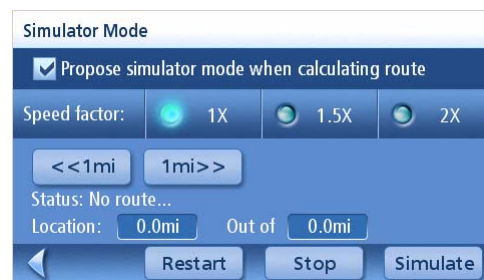 Simulator Mode
Propose simulator mode when calculating route
Speed factor: 1X 1.5X 2X
<<1mi 1mi>>
Status: No route...
Location: 0.0mi Out of 0.0mi
Restart Stop Simulate